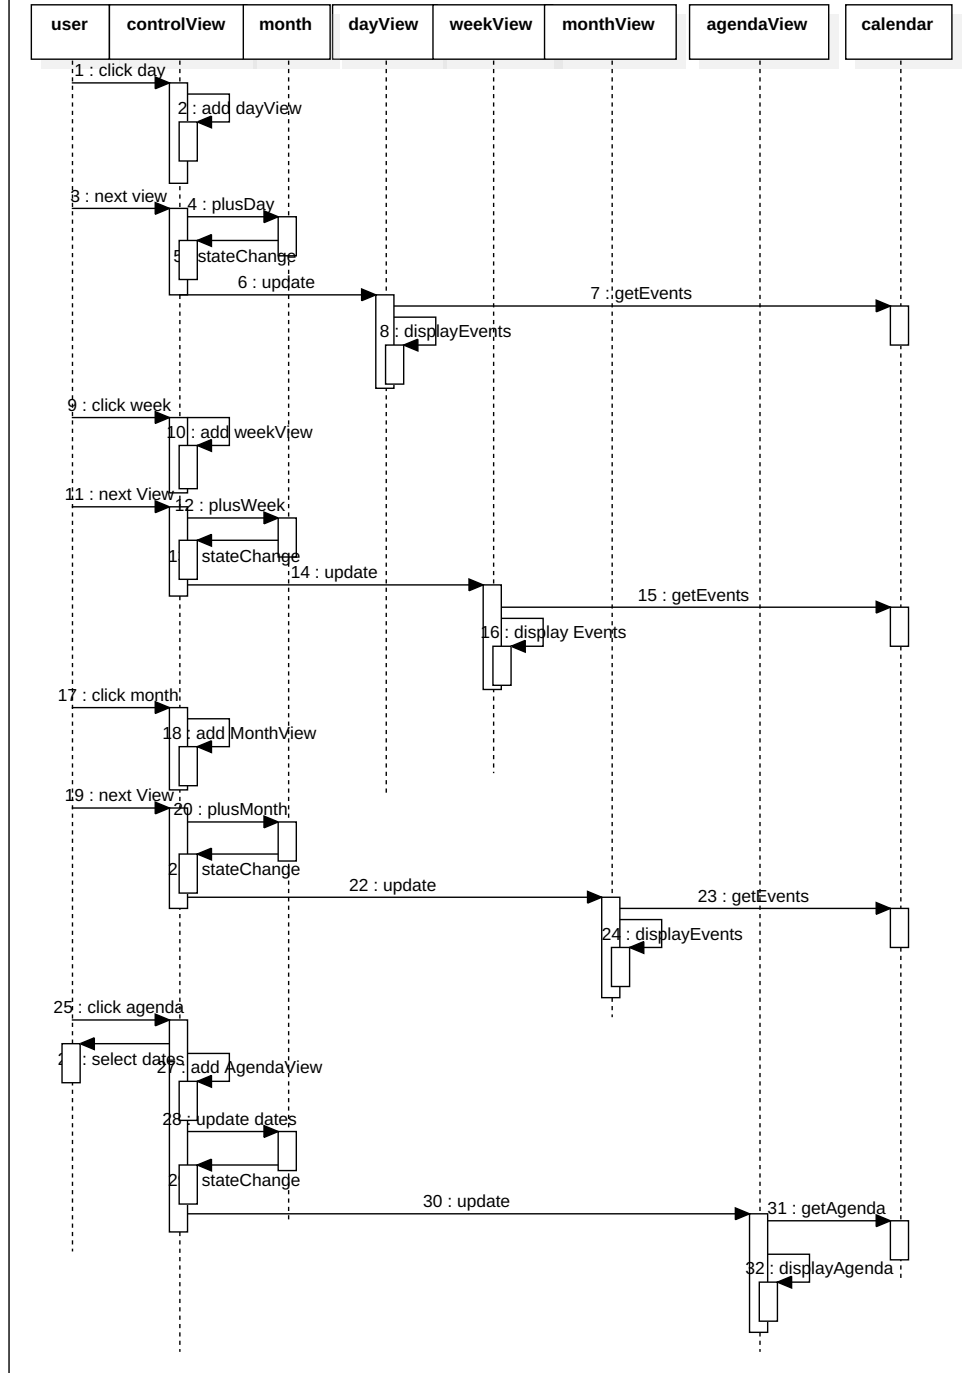 user controlView month dayView weekView monthView agendaView calendar
1 : click day
2 : add dayView
3 : next view
4 : plusDay
5 stateChange
6 : update
7 : getEvents
8 : displayEvents
9 : click week
10 : add weekView
11 : next View
12 : plusWeek
stateChange
14 : update
15 : getEvents
16 : display Events
17 : click month
18 : add MonthView
19 : next View
20 : plusMonth
stateChange
22 : update
23 : getEvents
24 : displayEvents
25 : click agenda
: select dates
27 : add AgendaView
28 : update dates
stateChange
30 : update
31 : getAgenda
32 : displayAgenda